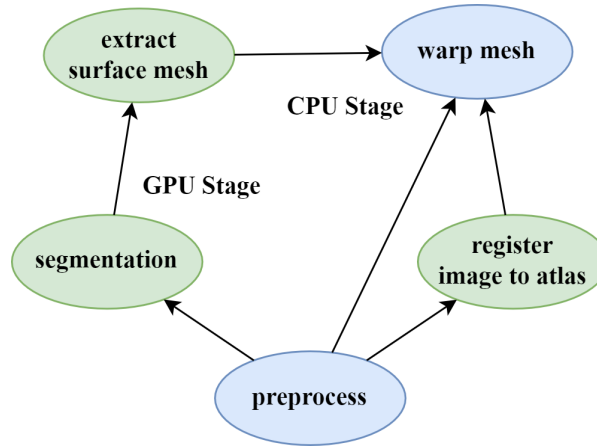 extract
surface mesh
warp mesh
CPU Stage
GPU Stage
segmentation
register
image to atlas
preprocess